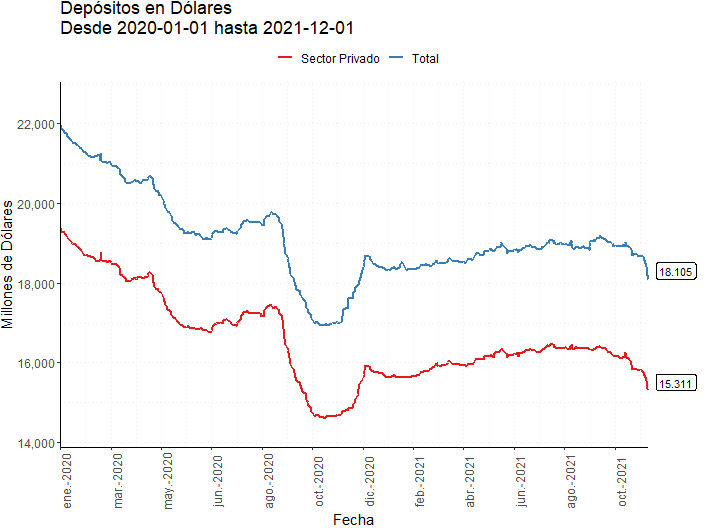 Depósitos en Dólares
Desde 2020-01-01 hasta 2021-12-01
Sector Privado Total
Millones de Dólares
22,000
20,000
18,000
16,000
14,000
18.105
15.311
ene.-2020
mar.-2020
may.-2020
jun.-2020
ago.-2020
oct.-2020
dic.-2020
feb.-2021
abr.-2021
jun.-2021
ago.-2021
oct.-2021
Fecha